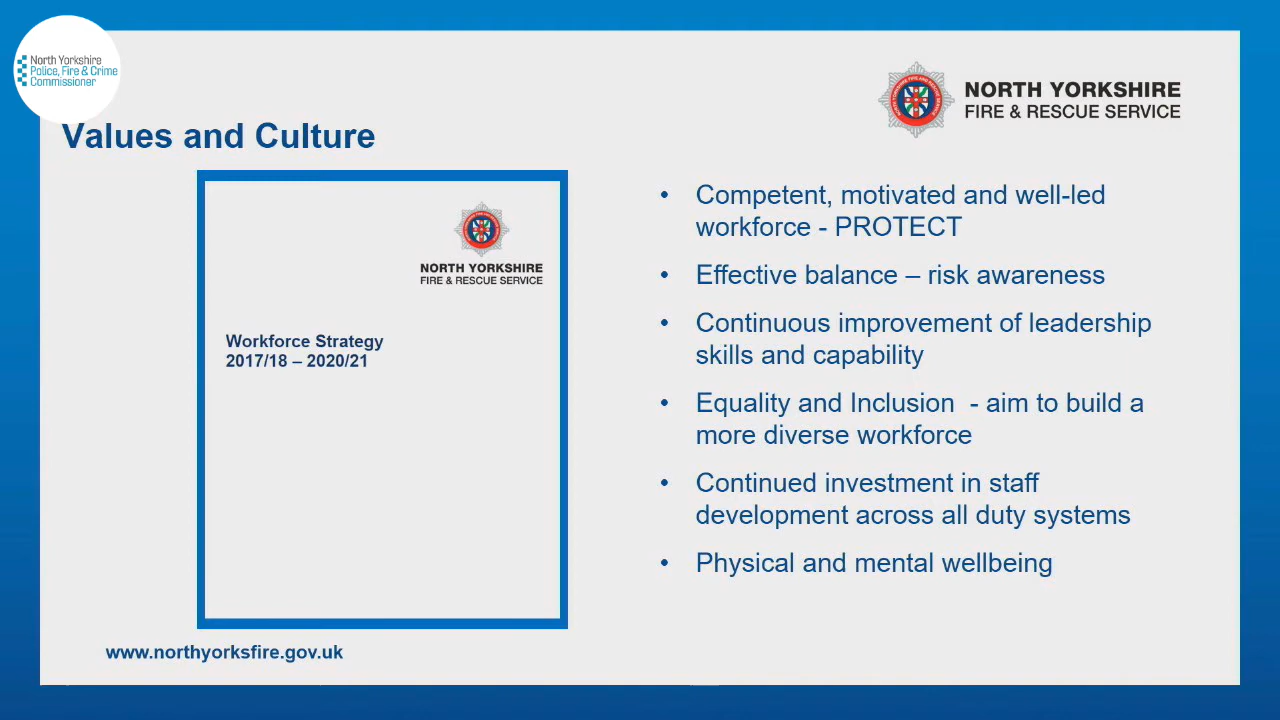 North Yorkshire
Police, Fire & Crime
Commissioner
NORTH YORKSHIRE
FIRE & RESCUE SERVICE
Values and Culture
NORTH YORKSHIRE
FIRE & RESCUE SERVICE
Workforce Strategy
2017/18 – 2020/21
• Competent, motivated and well-led
workforce - PROTECT
• Effective balance – risk awareness
• Continuous improvement of leadership
skills and capability
• Equality and Inclusion  - aim to build a
more diverse workforce
• Continued investment in staff
development across all duty systems
• Physical and mental wellbeing
www.northyorksfire.gov.uk